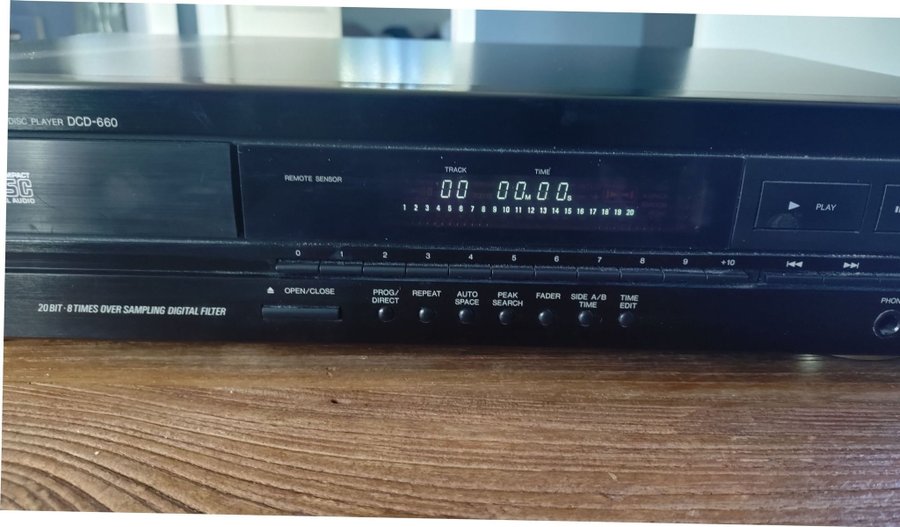 DISC PLAYER DCD-660
REMOTE SENSOR
TRACK TIME
00 00M 00S
1 2 3 4 5 6 7 8 9 10 11 12 13 14 15 16 17 18 19 20
PLAY
0 1 2 3 4 5 6 7 8 9 +10
OPEN/CLOSE
PROG/
DIRECT
REPEAT
AUTO
SPACE
PEAK
SEARCH
FADER
SIDE A/B
TIME
TIME
EDIT
20 BIT · 8 TIMES OVER SAMPLING DIGITAL FILTER